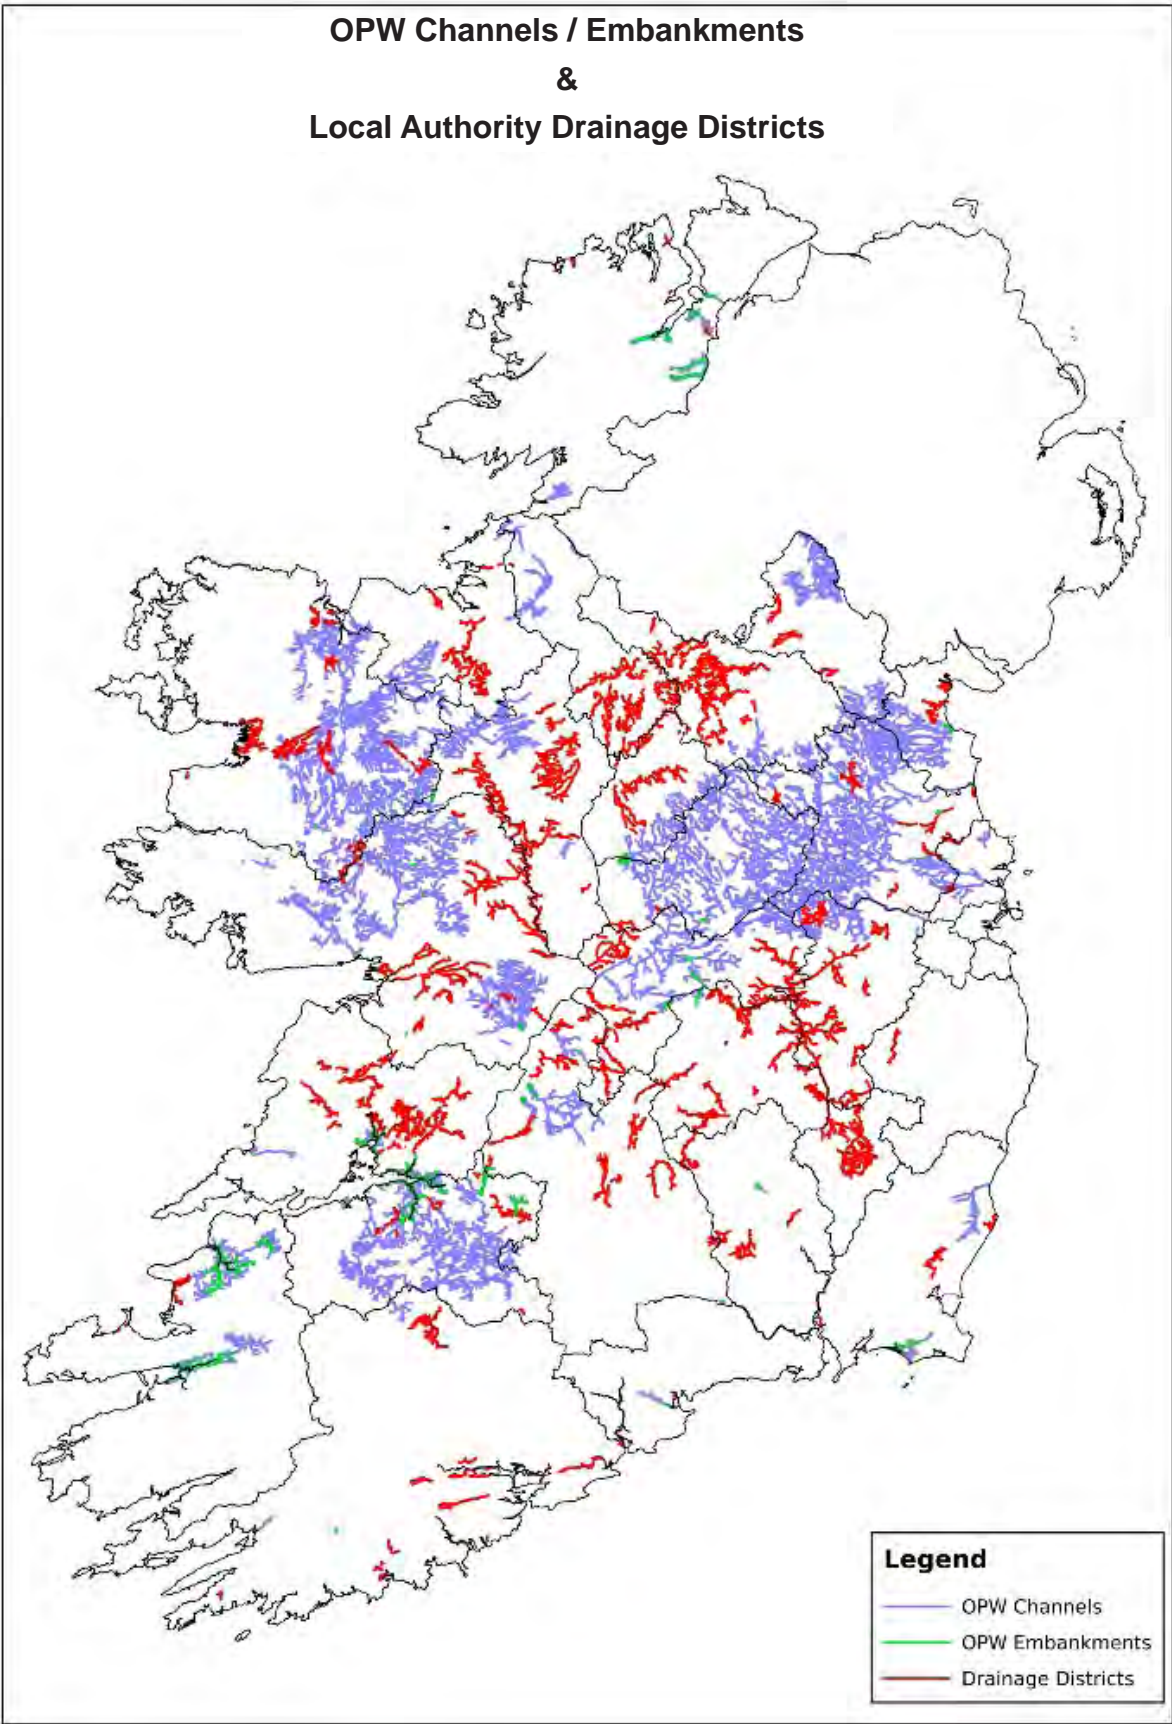 OPW Channels / Embankments
&
Local Authority Drainage Districts
Legend
OPW Channels
OPW Embankments
Drainage Districts